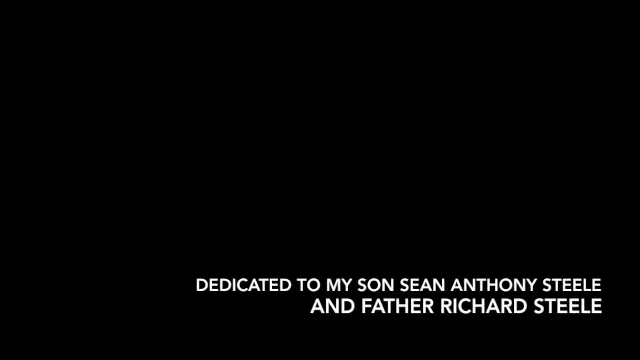 DEDICATED TO MY SON SEAN ANTHONY STEELE
AND FATHER RICHARD STEELE